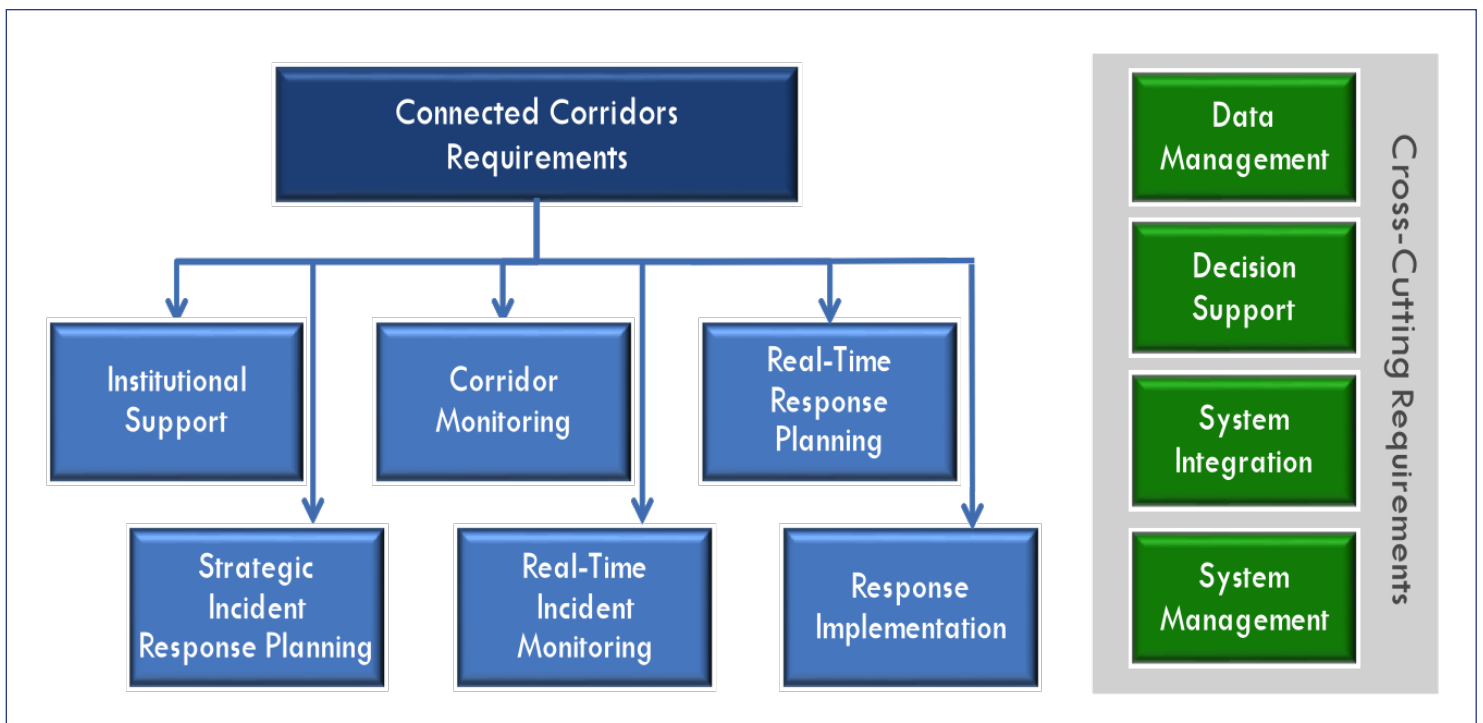 Connected Corridors
Requirements
Institutional
Support
Corridor
Monitoring
Real-Time
Response
Planning
Strategic
Incident
Response Planning
Real-Time
Incident
Monitoring
Response
Implementation
Data
Management
Decision
Support
System
Integration
System
Management
Cross-Cutting Requirements